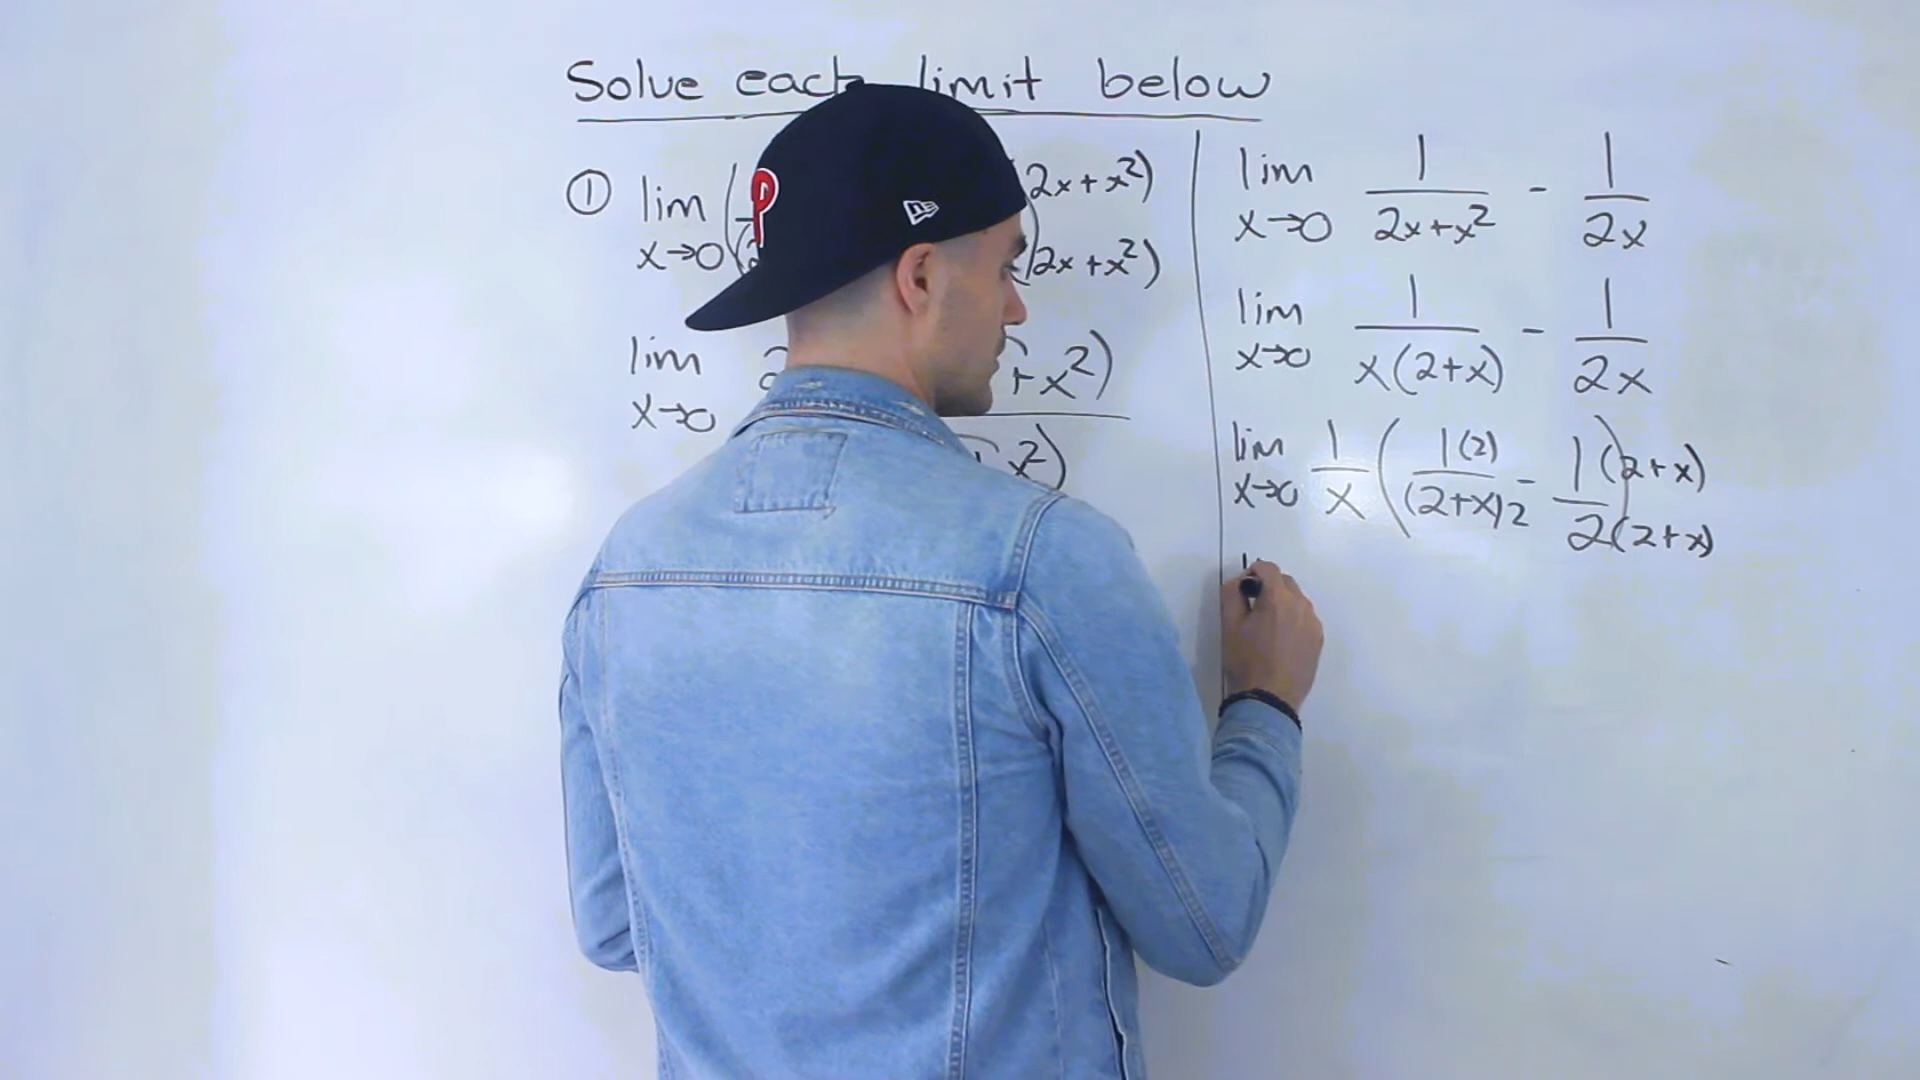 Solve each limit below
① lim ( 2x+x²)
x→0 (2 (2x+x²)
lim 2 +x²)
x→0 x²)
lim 1/(2x+x²) - 1/(2x)
x→0
lim 1/(x(2+x)) - 1/(2x)
x→0
lim 1/x ( 1(2)/((2+x)2) - 1(2+x)/(2(2+x)) )
x→0
P